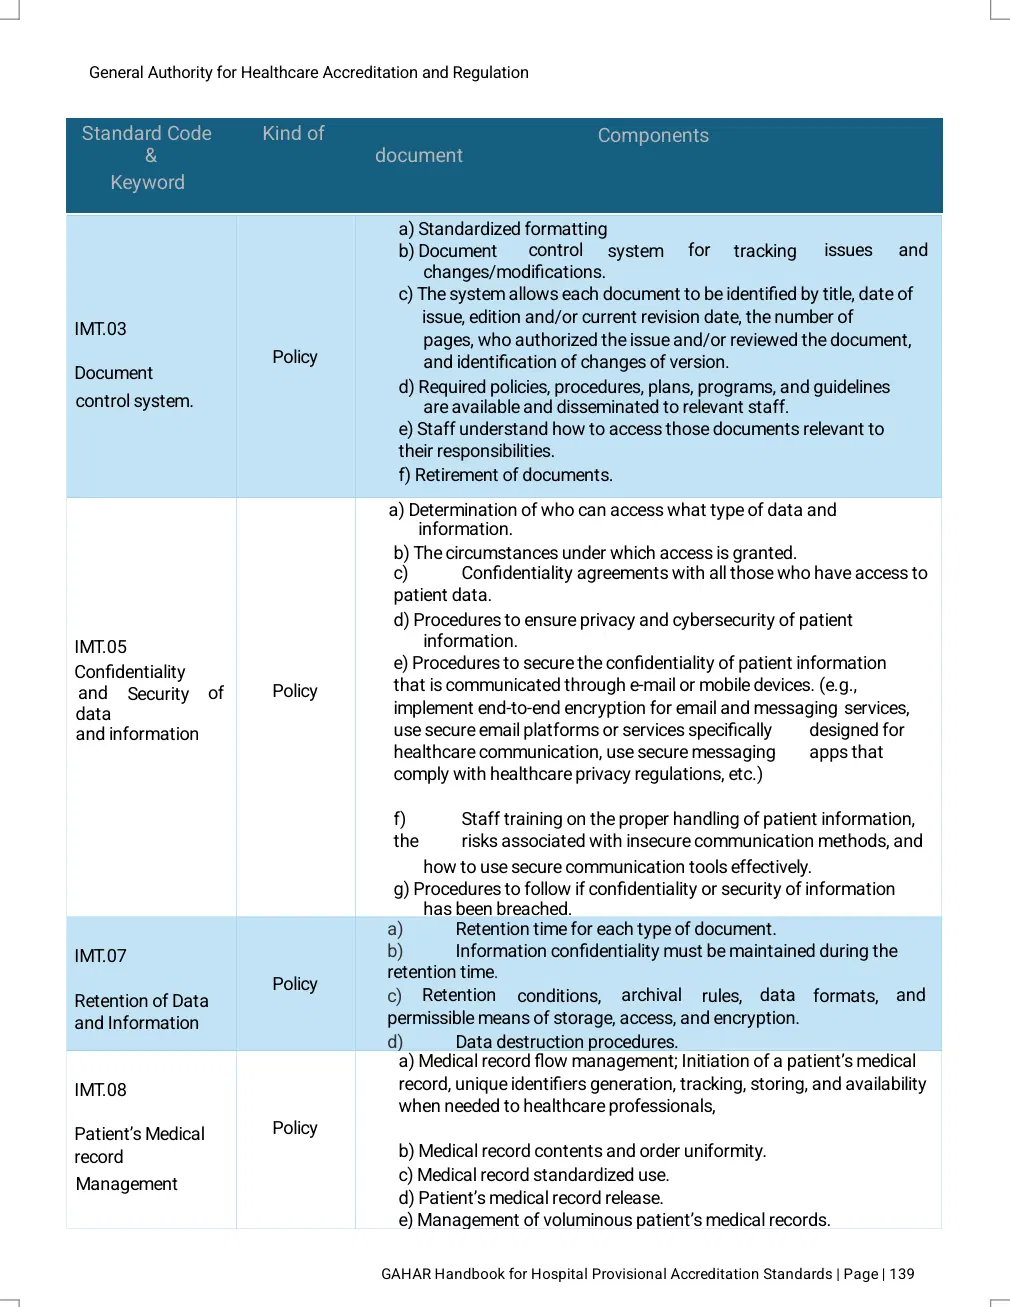 General Authority for Healthcare Accreditation and Regulation
Standard Code
&
Keyword
Kind of
document
Components
IMT.03
Document
control system.
Policy
a) Standardized formatting
b) Document control system for tracking issues and
changes/modifications.
c) The system allows each document to be identified by title, date of
issue, edition and/or current revision date, the number of
pages, who authorized the issue and/or reviewed the document,
and identification of changes of version.
d) Required policies, procedures, plans, programs, and guidelines
are available and disseminated to relevant staff.
e) Staff understand how to access those documents relevant to
their responsibilities.
f) Retirement of documents.
IMT.05
Confidentiality
and Security of
data
and information
Policy
a) Determination of who can access what type of data and
information.
b) The circumstances under which access is granted.
c) Confidentiality agreements with all those who have access to
patient data.
d) Procedures to ensure privacy and cybersecurity of patient
information.
e) Procedures to secure the confidentiality of patient information
that is communicated through e-mail or mobile devices. (e.g.,
implement end-to-end encryption for email and messaging services,
use secure email platforms or services specifically designed for
healthcare communication, use secure messaging apps that
comply with healthcare privacy regulations, etc.)
f) Staff training on the proper handling of patient information,
the risks associated with insecure communication methods, and
how to use secure communication tools effectively.
g) Procedures to follow if confidentiality or security of information
has been breached.
IMT.07
Retention of Data
and Information
Policy
a) Retention time for each type of document.
b) Information confidentiality must be maintained during the
retention time.
c) Retention conditions, archival rules, data formats, and
permissible means of storage, access, and encryption.
d) Data destruction procedures.
IMT.08
Patient's Medical
record
Management
Policy
a) Medical record flow management; Initiation of a patient's medical
record, unique identifiers generation, tracking, storing, and availability
when needed to healthcare professionals,
b) Medical record contents and order uniformity.
c) Medical record standardized use.
d) Patient's medical record release.
e) Management of voluminous patient's medical records.
GAHAR Handbook for Hospital Provisional Accreditation Standards | Page | 139